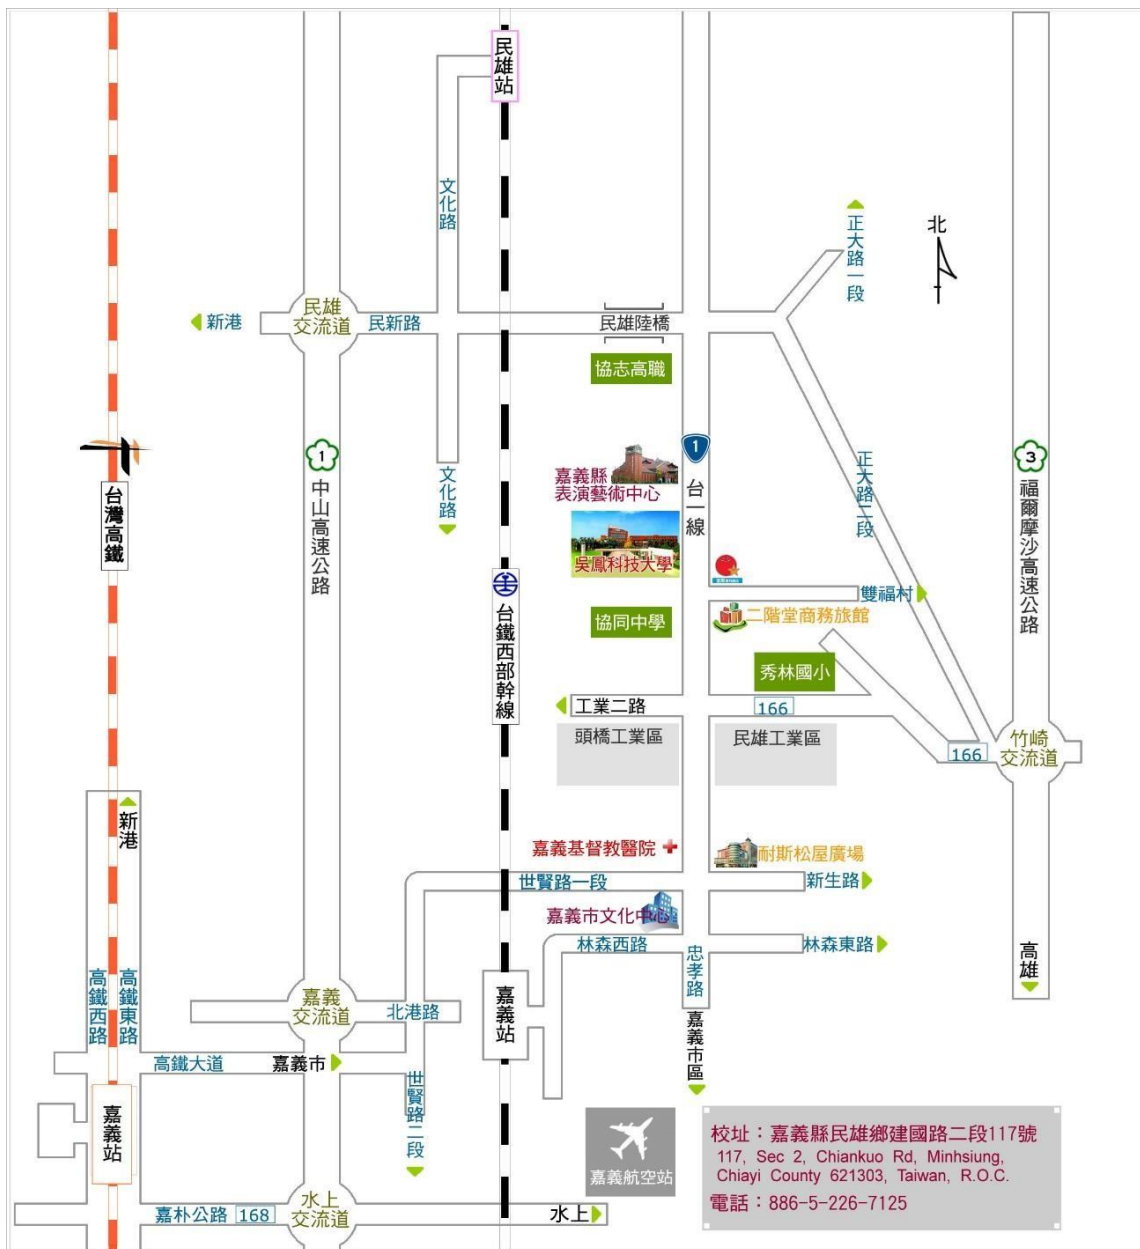 民雄站
文化路
正大路一段
北
新港
民雄
交流道
民新路
民雄陸橋
協志高職
1
中山高速公路
文化路
嘉義縣
表演藝術中心
1
台一線
正大路二段
3
福爾摩沙高速公路
台灣高鐵
吳鳳科技大學
台鐵西部幹線
雙福村
協同中學
二階堂商務旅館
秀林國小
工業二路
166
頭橋工業區
民雄工業區
166
竹崎
交流道
新港
嘉義基督教醫院
耐斯松屋廣場
世賢路一段
新生路
嘉義市文化中心
林森西路
林森東路
忠孝路
高雄
高鐵西路
高鐵東路
嘉義
交流道
北港路
嘉義站
嘉義市區
高鐵大道
嘉義市
世賢路二段
嘉義站
嘉義航空站
校址：嘉義縣民雄鄉建國路二段117號
117, Sec 2, Chiankuo Rd, Minhsiung,
Chiayi County 621303, Taiwan, R.O.C.
電話：886-5-226-7125
嘉朴公路 168
水上
交流道
水上